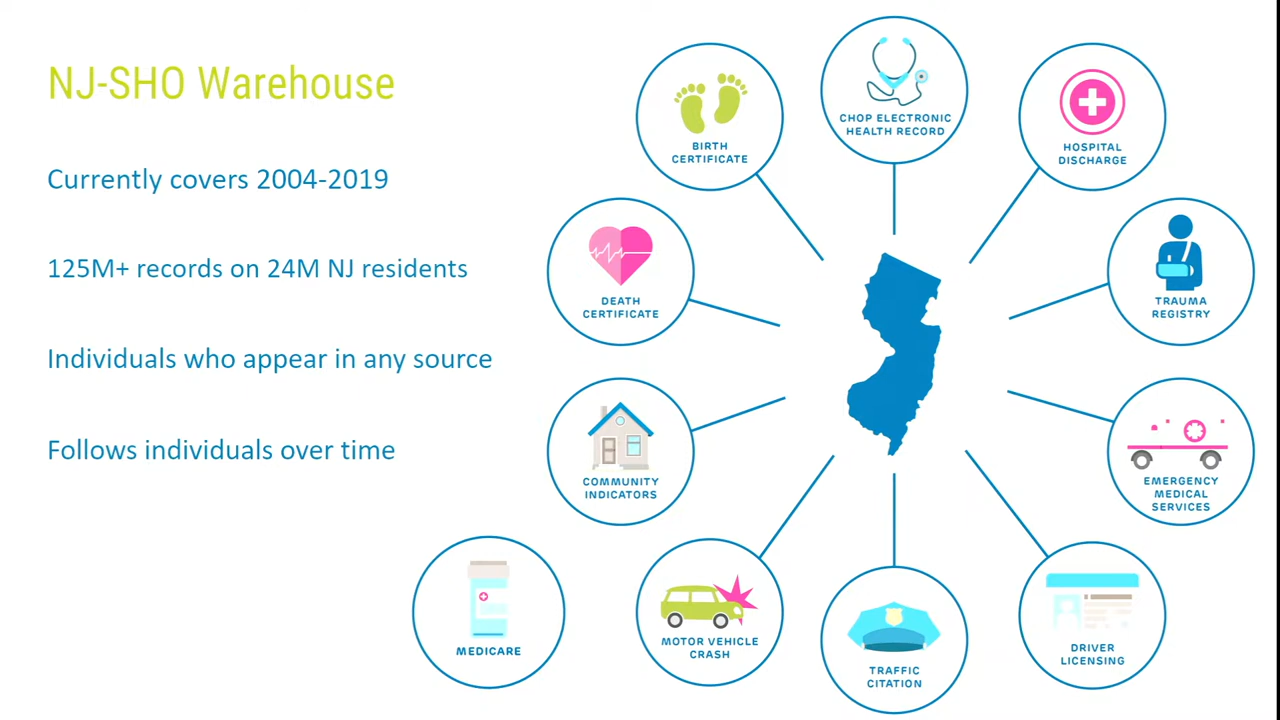 NJ-SHO Warehouse
Currently covers 2004-2019
125M+ records on 24M NJ residents
Individuals who appear in any source
Follows individuals over time
BIRTH
CERTIFICATE
CHOP ELECTRONIC
HEALTH RECORD
HOSPITAL
DISCHARGE
DEATH
CERTIFICATE
TRAUMA
REGISTRY
COMMUNITY
INDICATORS
EMERGENCY
MEDICAL
SERVICES
MEDICARE
MOTOR VEHICLE
CRASH
TRAFFIC
CITATION
DRIVER
LICENSING